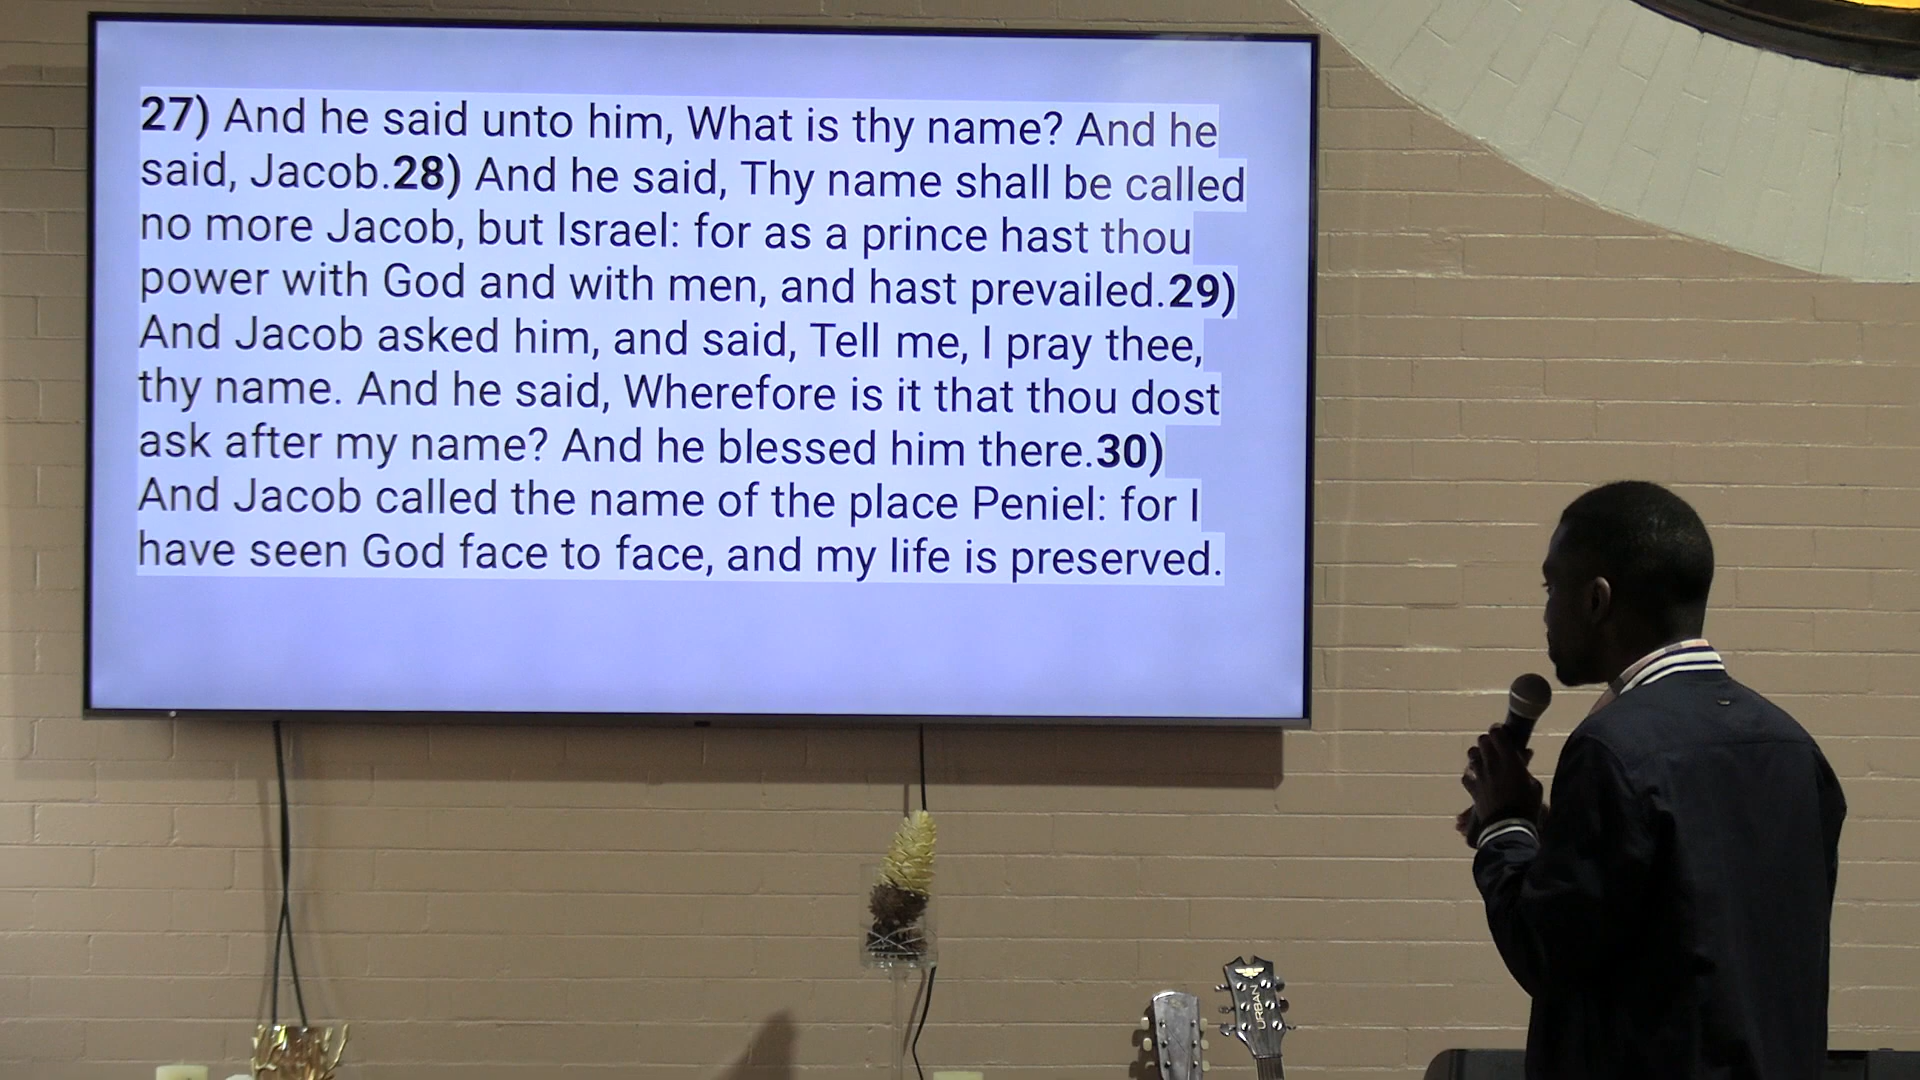 27) And he said unto him, What is thy name? And he
said, Jacob.28) And he said, Thy name shall be called
no more Jacob, but Israel: for as a prince hast thou
power with God and with men, and hast prevailed.29)
And Jacob asked him, and said, Tell me, I pray thee,
thy name. And he said, Wherefore is it that thou dost
ask after my name? And he blessed him there.30)
And Jacob called the name of the place Peniel: for I
have seen God face to face, and my life is preserved.
URBAN